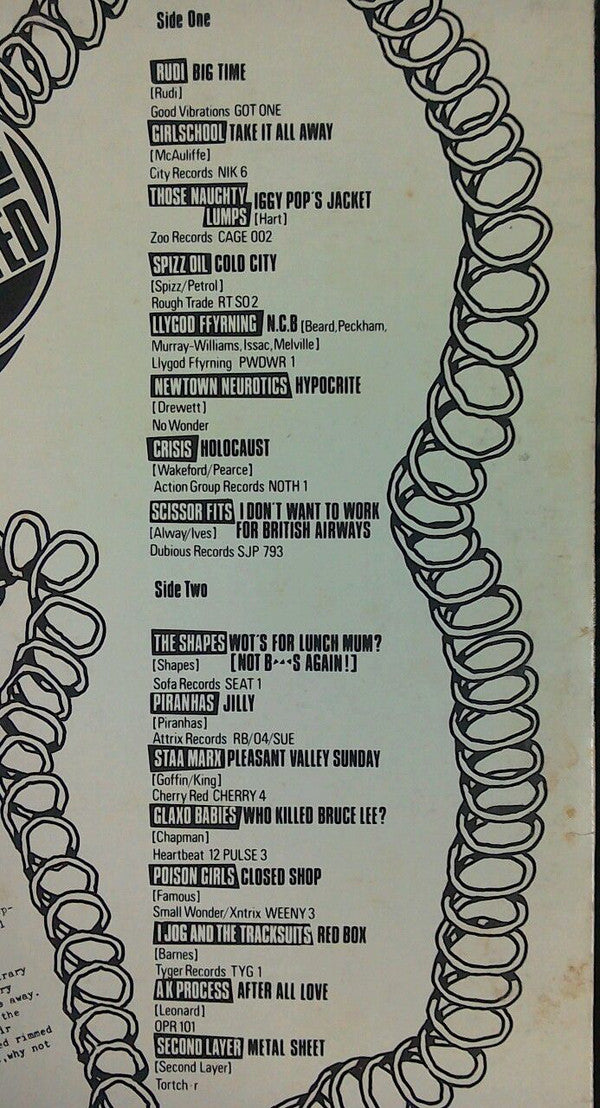 Side One
RUDI BIG TIME
[Rudi]
Good Vibrations GOT ONE
GIRLSCHOOL TAKE IT ALL AWAY
[McAuliffe]
City Records NIK 6
THOSE NAUGHTY LUMPS IGGY POP'S JACKET
[Hart]
Zoo Records CAGE 002
SPIZZ OIL COLD CITY
[Spizz/Petrol]
Rough Trade RT SO 2
LLYGOD FFYRNING N.C.B [Beard, Peckham,
Murray-Williams, Issac, Melville]
Llygod Ffyrning PWDWR 1
NEWTOWN NEUROTICS HYPOCRITE
[Drewett]
No Wonder
CRISIS HOLOCAUST
[Wakeford/Pearce]
Action Group Records NOTH 1
SCISSOR FITS I DON'T WANT TO WORK
[Alway/Ives] FOR BRITISH AIRWAYS
Dubious Records SJP 793
Side Two
THE SHAPES WOT'S FOR LUNCH MUM?
[Shapes] [NOT B···S AGAIN!]
Sofa Records SEAT 1
PIRANHAS JILLY
[Piranhas]
Attrix Records RB/04/SUE
STAA MARX PLEASANT VALLEY SUNDAY
[Goffin/King]
Cherry Red CHERRY 4
GLAXO BABIES WHO KILLED BRUCE LEE?
[Chapman]
Heartbeat 12 PULSE 3
POISON GIRLS CLOSED SHOP
[Famous]
Small Wonder/Xntrix WEENY 3
I JOG AND THE TRACKSUITS RED BOX
[Barnes]
Tyger Records TYG 1
A.K PROCESS AFTER ALL LOVE
[Leonard]
OPR 101
SECOND LAYER METAL SHEET
[Second Layer]
Tortch r
away.
the
rimmed
why not